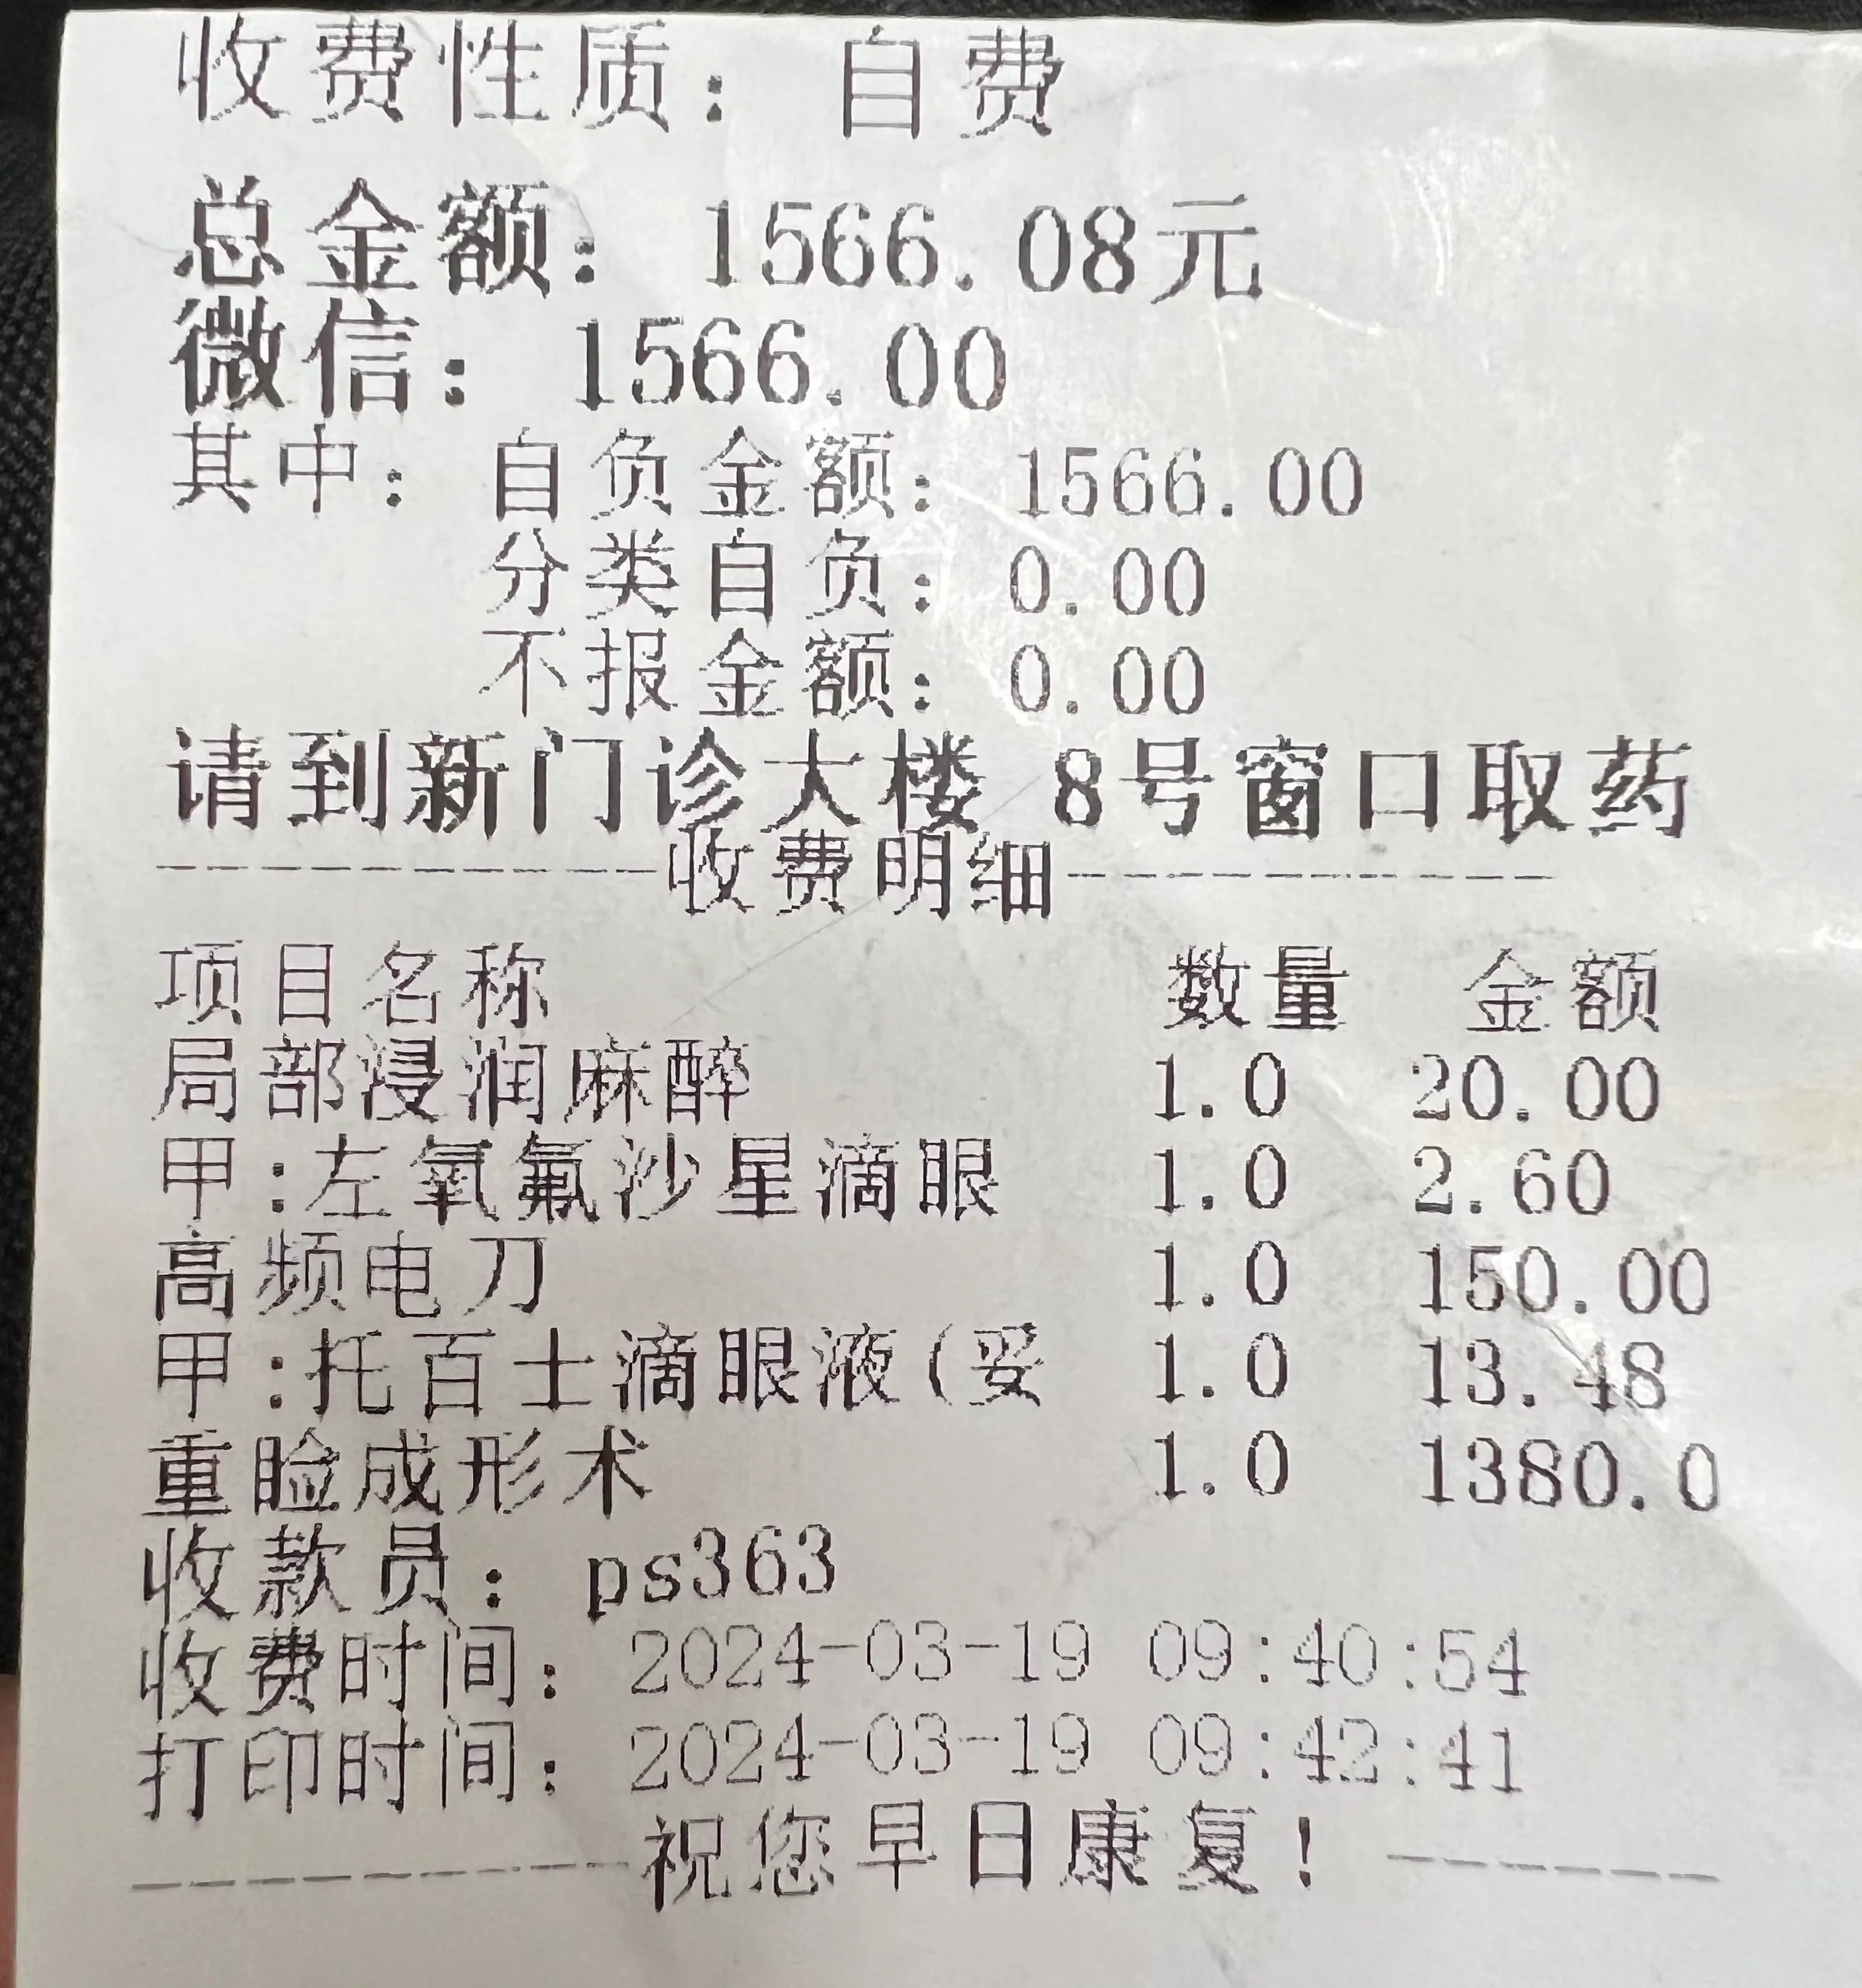 收费性质: 自费
总金额: 1566.08元
微信: 1566.00
其中: 自负金额: 1566.00
分类自负: 0.00
不报金额: 0.00
请到新门诊大楼 8号窗口取药
----------收费明细----------
项目名称 数量 金额
局部浸润麻醉 1.0 20.00
甲:左氧氟沙星滴眼 1.0 2.60
高频电刀 1.0 150.00
甲:托百士滴眼液(妥 1.0 13.48
重睑成形术 1.0 1380.0
收款员: ps363
收费时间: 2024-03-19 09:40:54
打印时间: 2024-03-19 09:42:41
----------祝您早日康复! -------